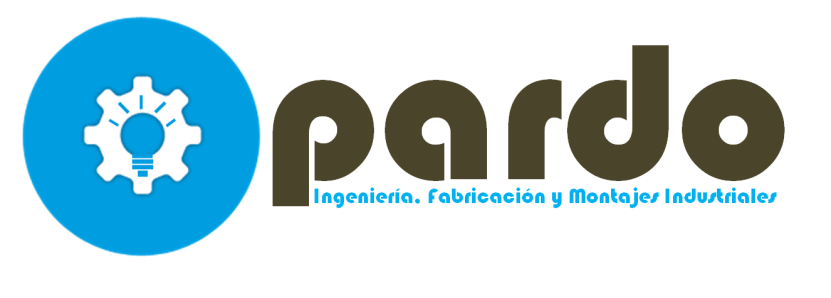 pardo
Ingeniería, Fabricación y Montajes Industriales